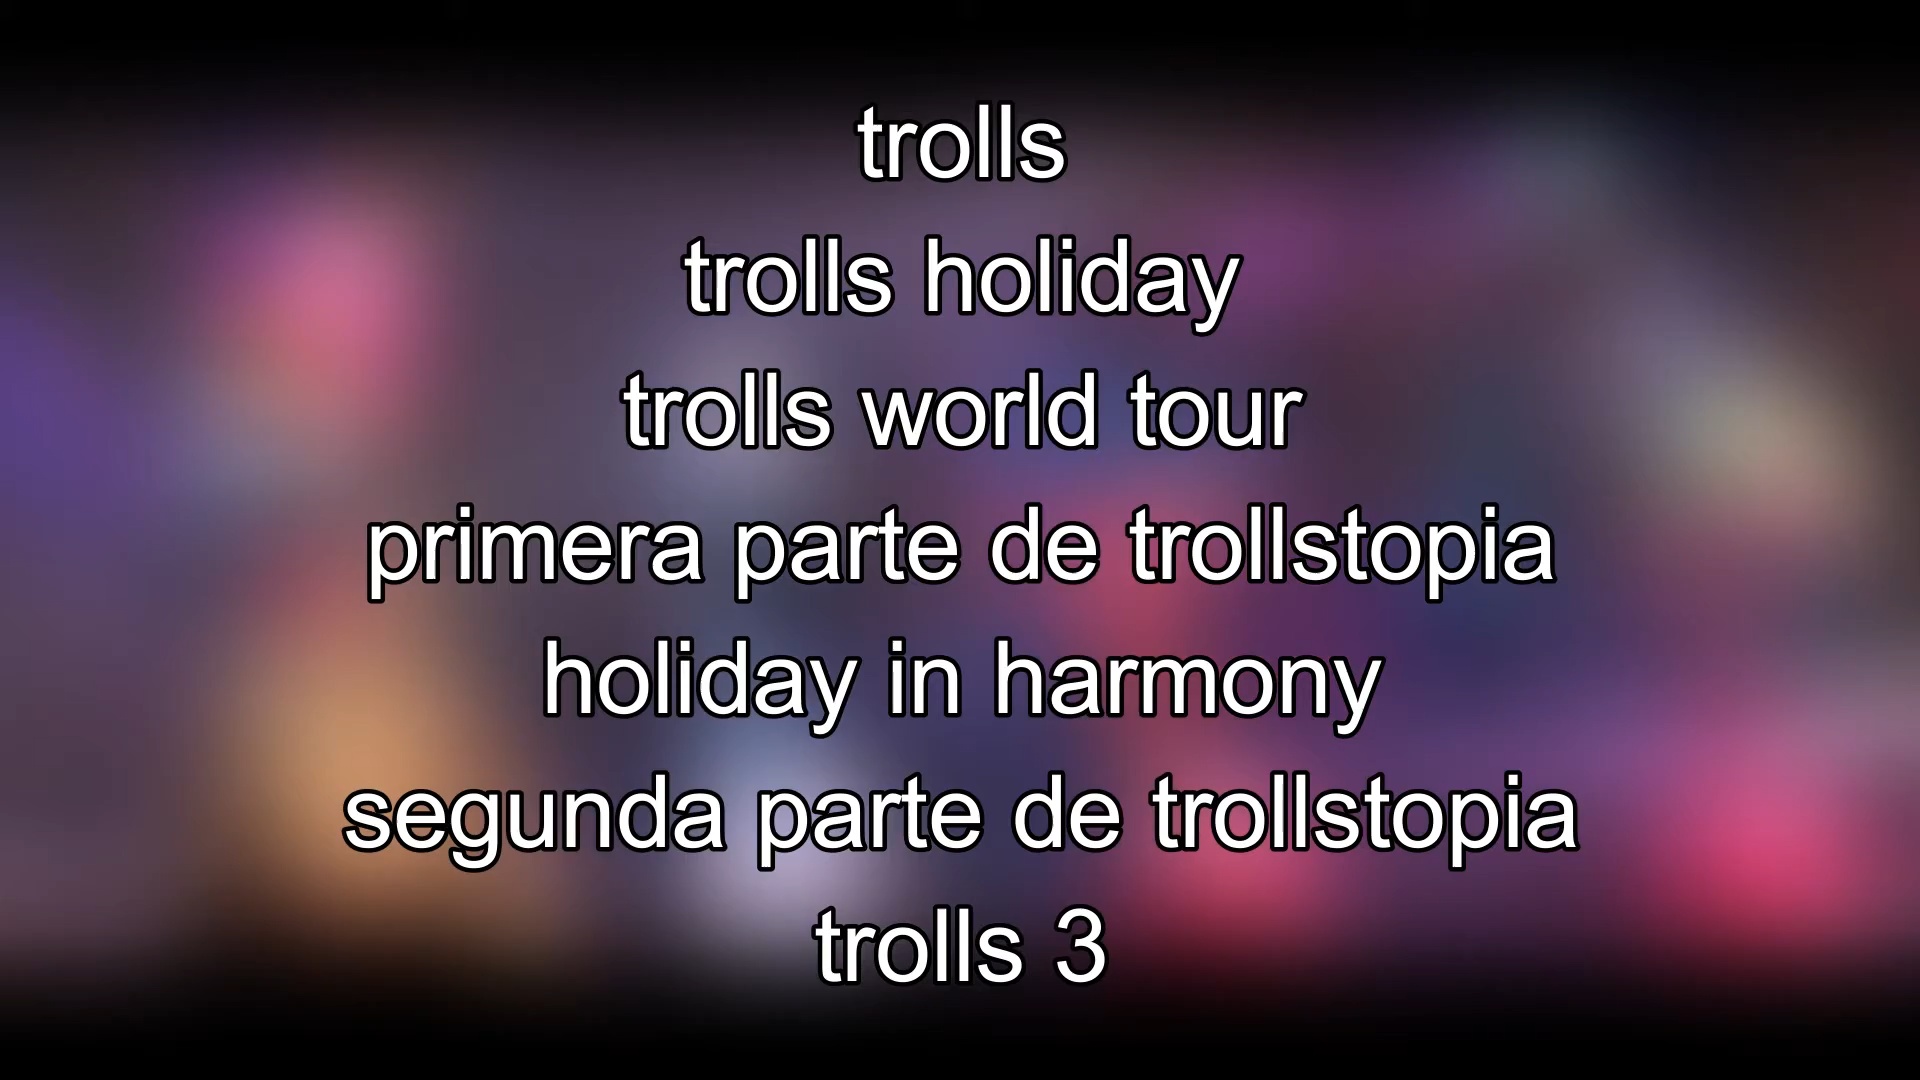 trolls
trolls holiday
trolls world tour
primera parte de trollstopia
holiday in harmony
segunda parte de trollstopia
trolls 3